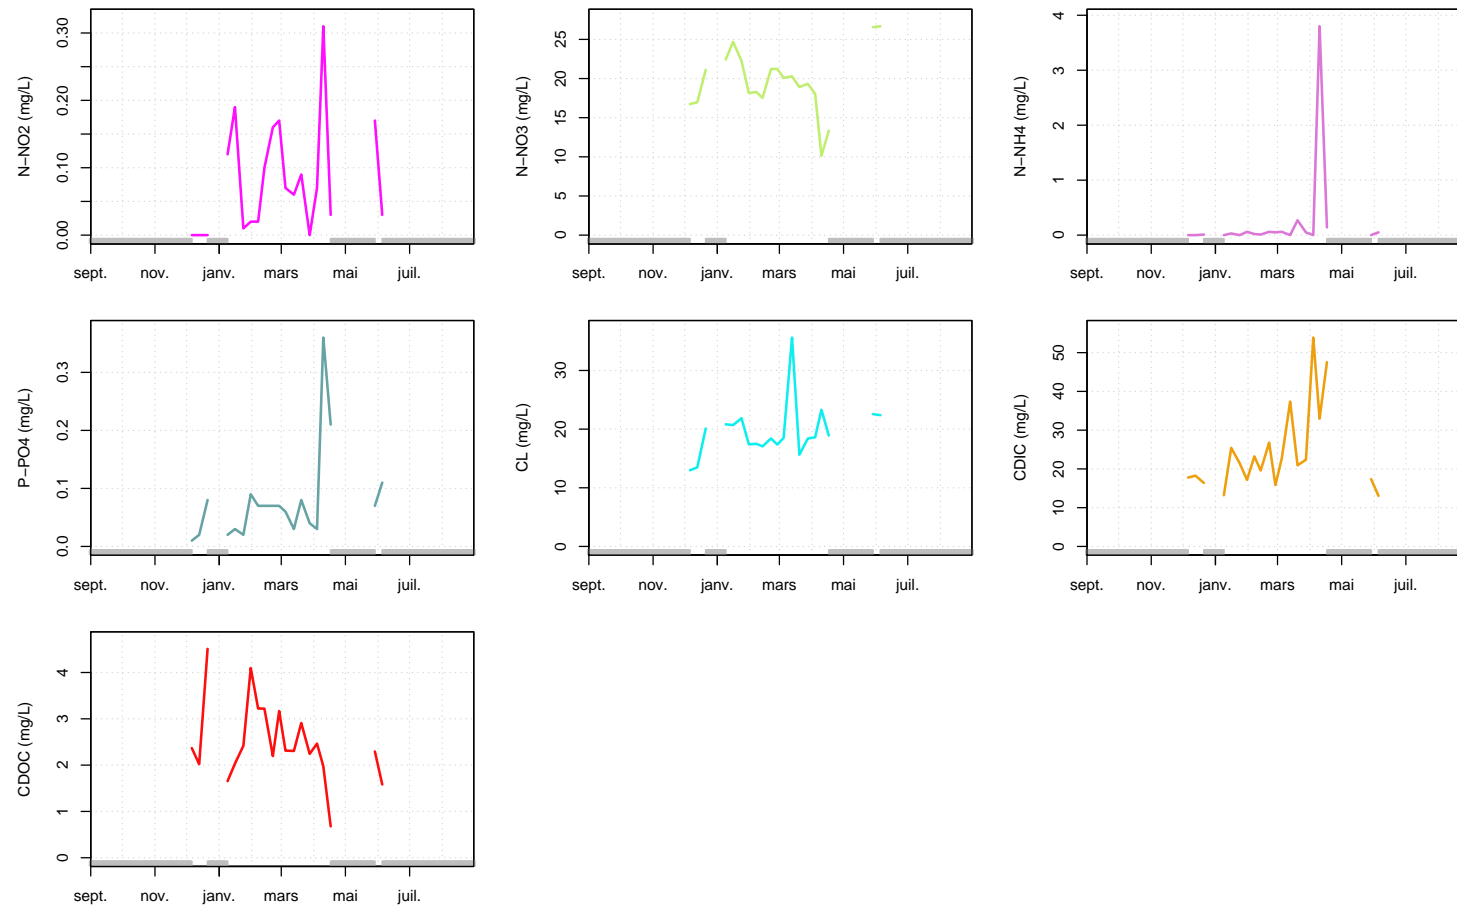 N−NO2 (mg/L)
0.00
0.10
0.20
0.30
sept.
nov.
janv.
mars
mai
juil.
N−NO3 (mg/L)
0
5
10
15
20
25
sept.
nov.
janv.
mars
mai
juil.
N−NH4 (mg/L)
0
1
2
3
4
sept.
nov.
janv.
mars
mai
juil.
P−PO4 (mg/L)
0.0
0.1
0.2
0.3
sept.
nov.
janv.
mars
mai
juil.
CL (mg/L)
0
10
20
30
sept.
nov.
janv.
mars
mai
juil.
CDIC (mg/L)
0
10
20
30
40
50
sept.
nov.
janv.
mars
mai
juil.
CDOC (mg/L)
0
1
2
3
4
sept.
nov.
janv.
mars
mai
juil.